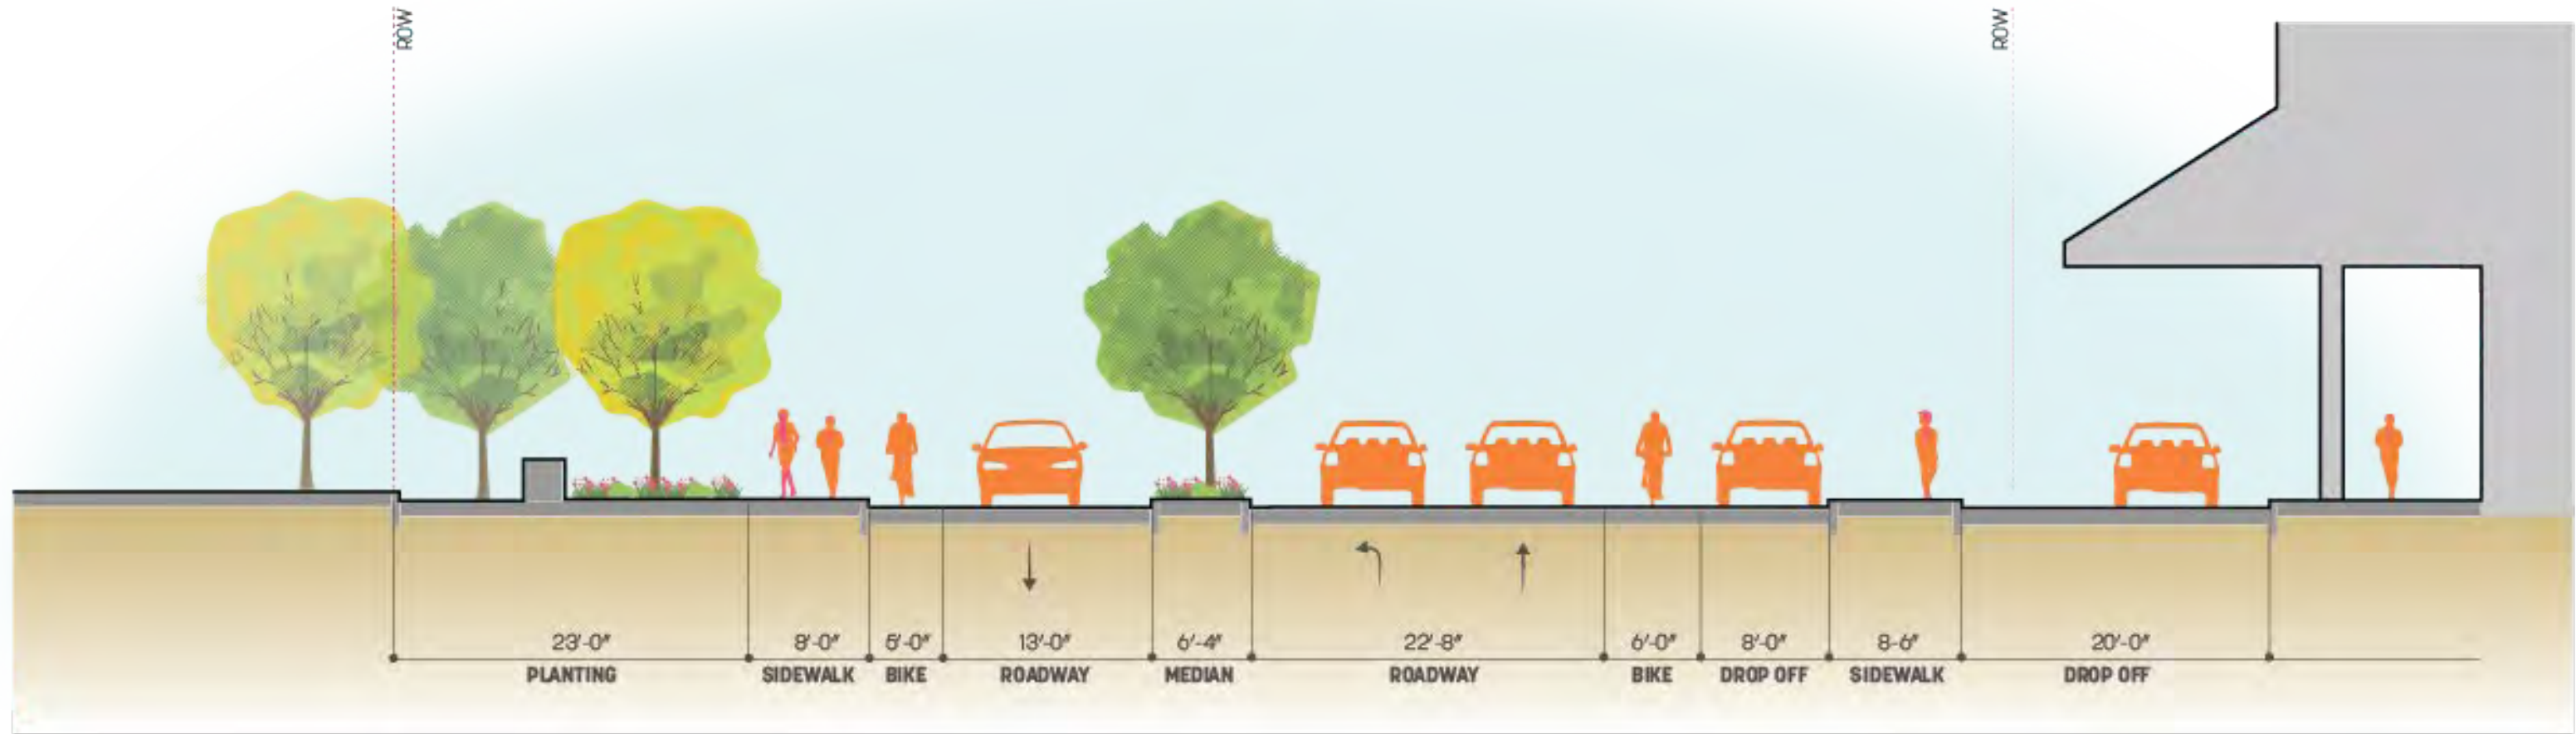 ROW
ROW
23'-0"
8'-0"
5'-0"
13'-0"
6'-4"
22'-8"
6'-0"
8'-0"
8-6"
20'-0"
PLANTING
SIDEWALK
BIKE
ROADWAY
MEDIAN
ROADWAY
BIKE
DROP OFF
SIDEWALK
DROP OFF